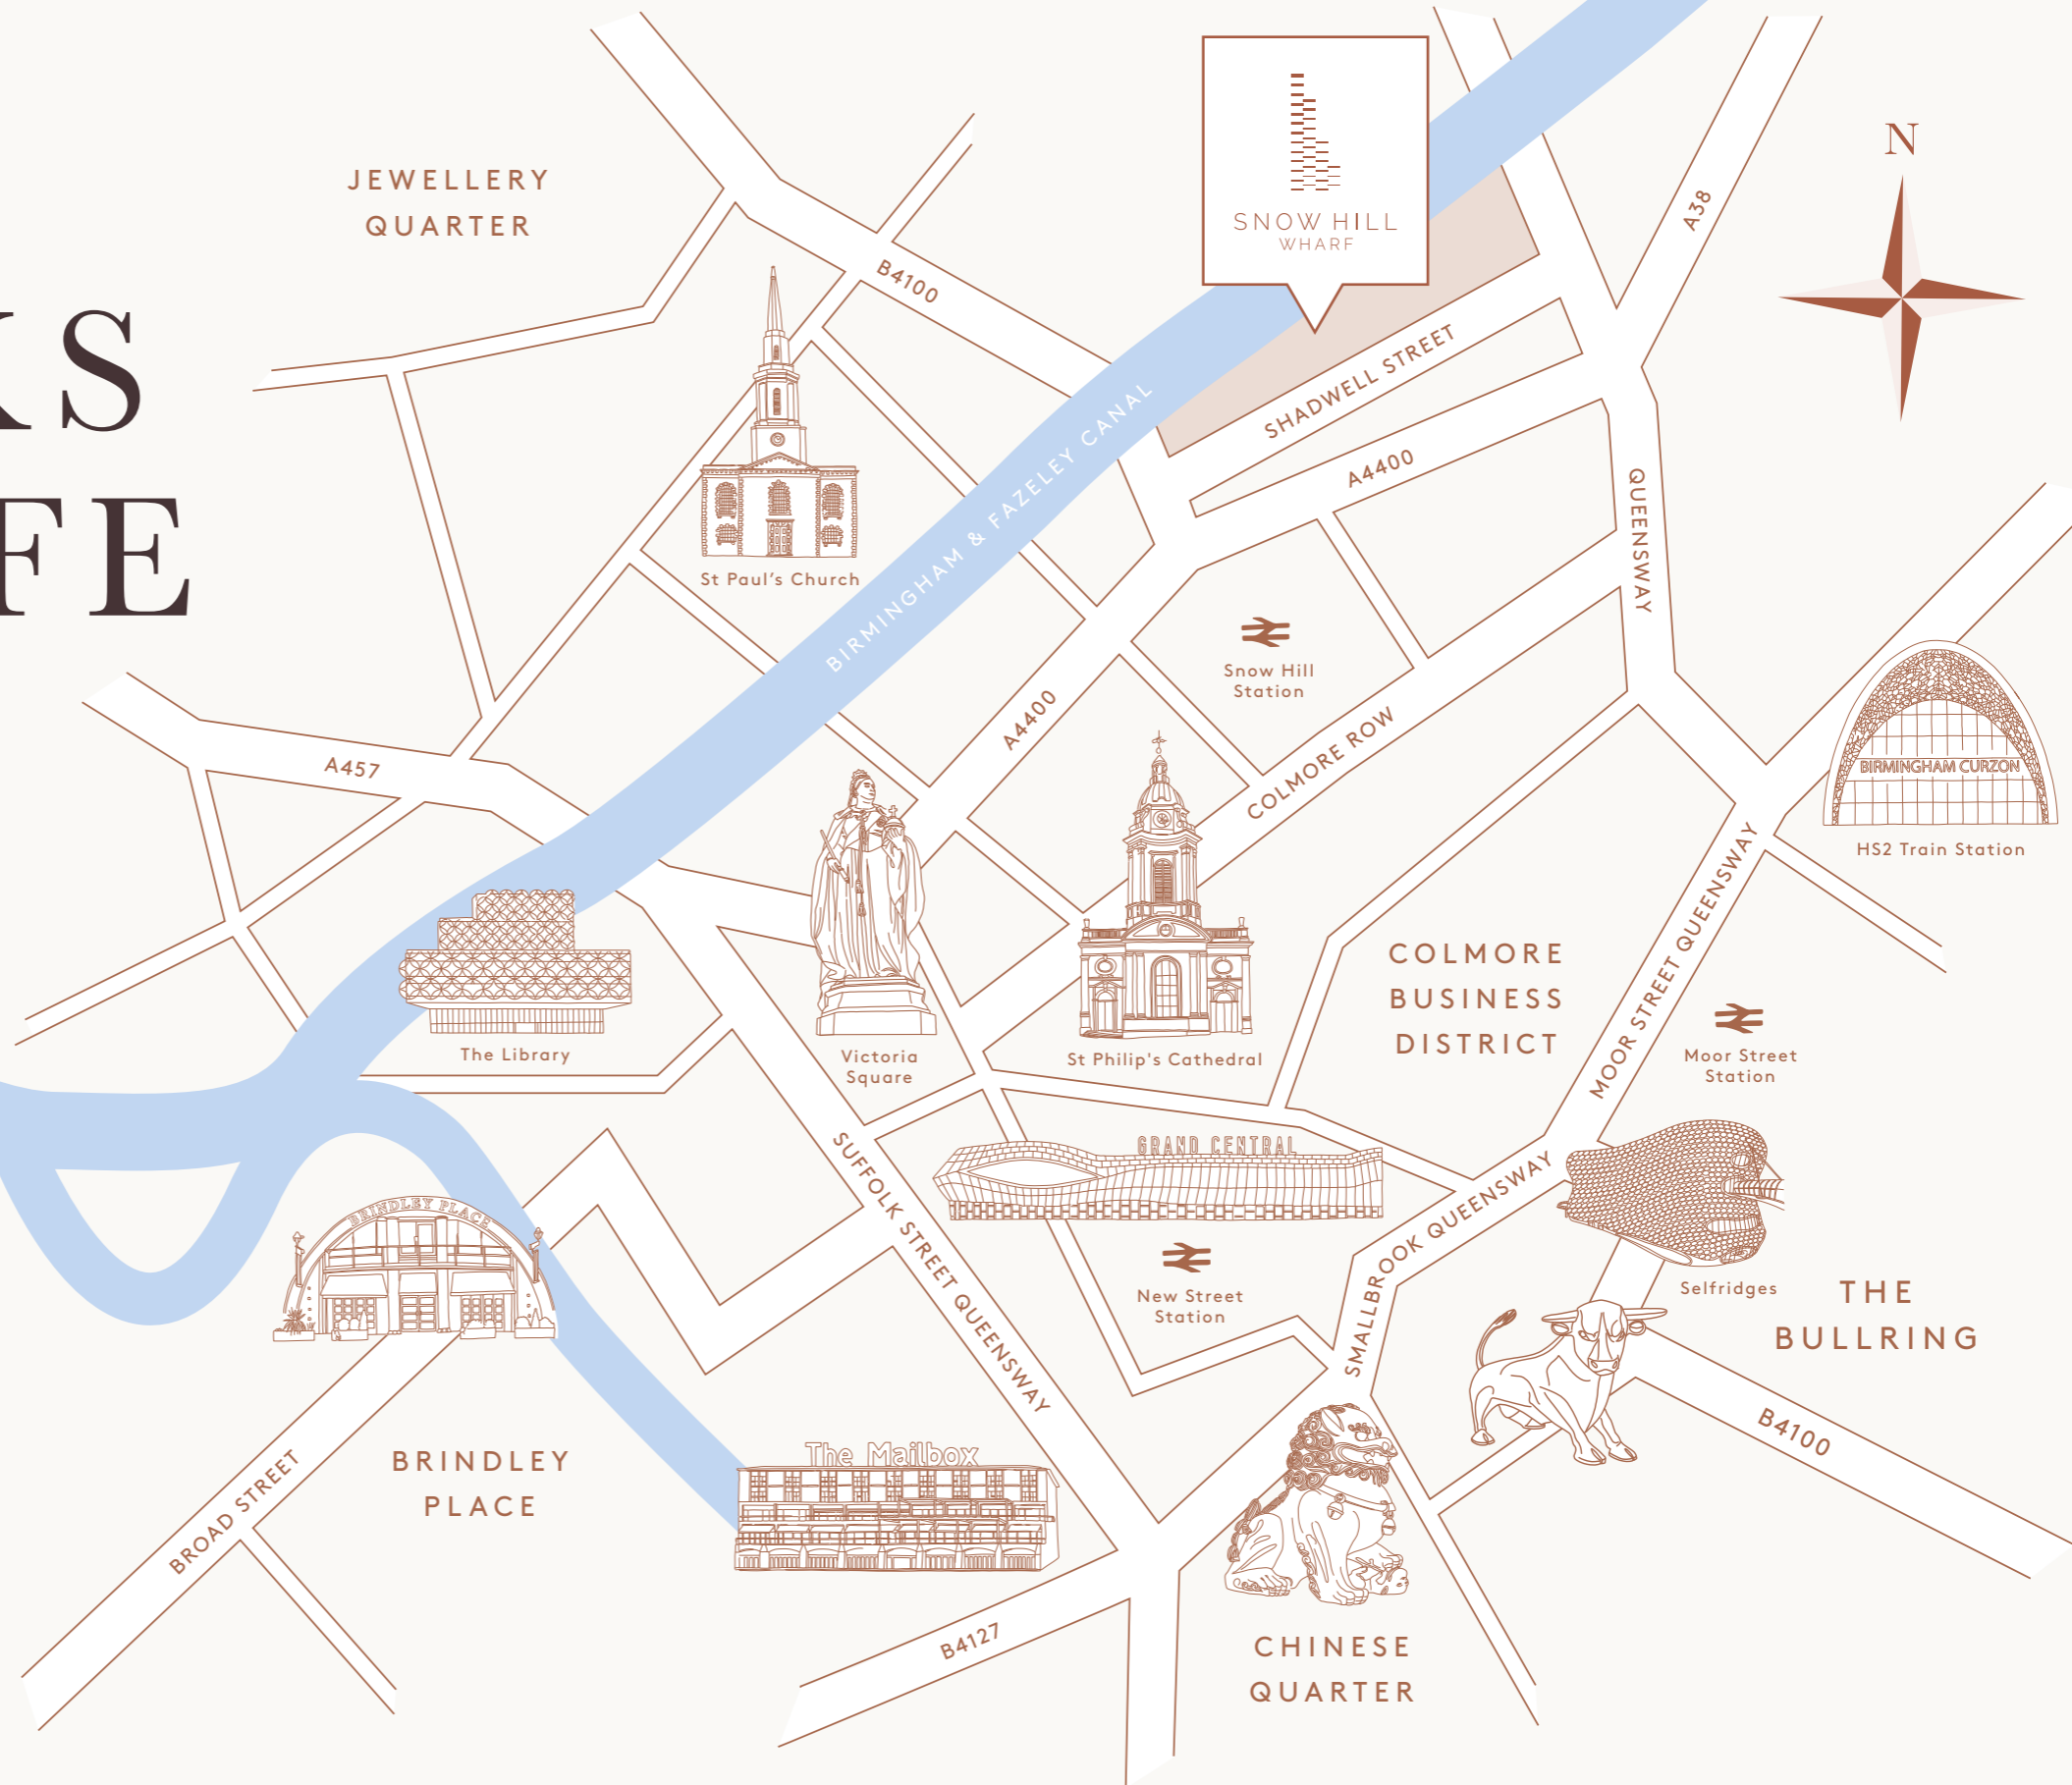 KS
FE
JEWELLERY
QUARTER
SNOW HILL
WHARF
N
A38
B4100
SHADWELL STREET
A4400
QUEENSWAY
BIRMINGHAM & FAZELEY CANAL
St Paul's Church
Snow Hill
Station
A4400
COLMORE ROW
A457
BIRMINGHAM CURZON
HS2 Train Station
MOOR STREET QUEENSWAY
COLMORE
BUSINESS
DISTRICT
The Library
Victoria
Square
St Philip's Cathedral
Moor Street
Station
GRAND CENTRAL
SUFFOLK STREET QUEENSWAY
SMALLBROOK QUEENSWAY
BRINDLEY PLACE
New Street
Station
Selfridges
THE
BULLRING
B4100
BROAD STREET
BRINDLEY
PLACE
The Mailbox
B4127
CHINESE
QUARTER